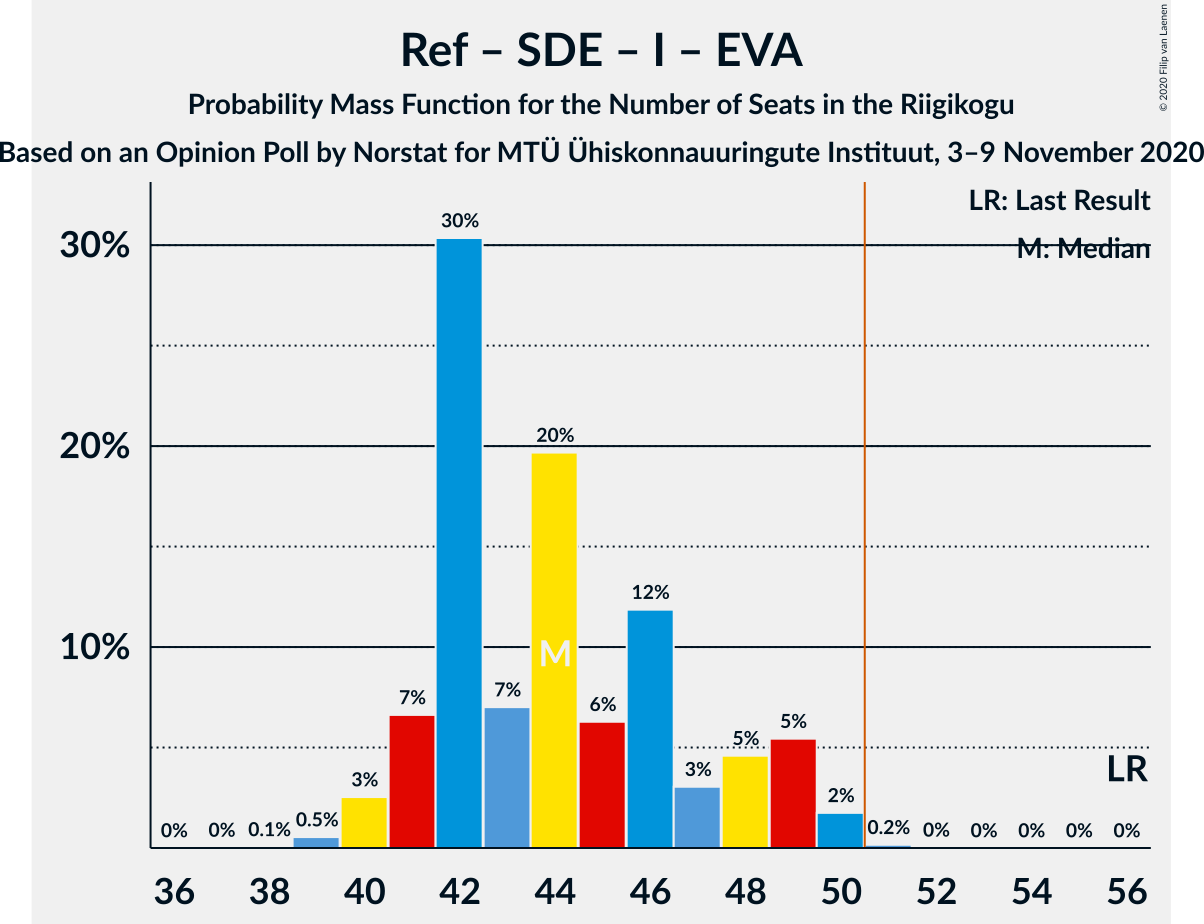 Ref – SDE – I – EVA
Probability Mass Function for the Number of Seats in the Riigikogu
Based on an Opinion Poll by Norstat for MTÜ Ühiskonnauuringute Instituut, 3–9 November 2020
© 2020 Filip van Laenen
LR: Last Result
M: Median
30%
20%
10%
0% 0% 0.1% 0.5% 3% 7% 30% 7% 20% 6% 12% 3% 5% 5% 2% 0.2% 0% 0% 0% 0% 0%
M
LR
36 38 40 42 44 46 48 50 52 54 56